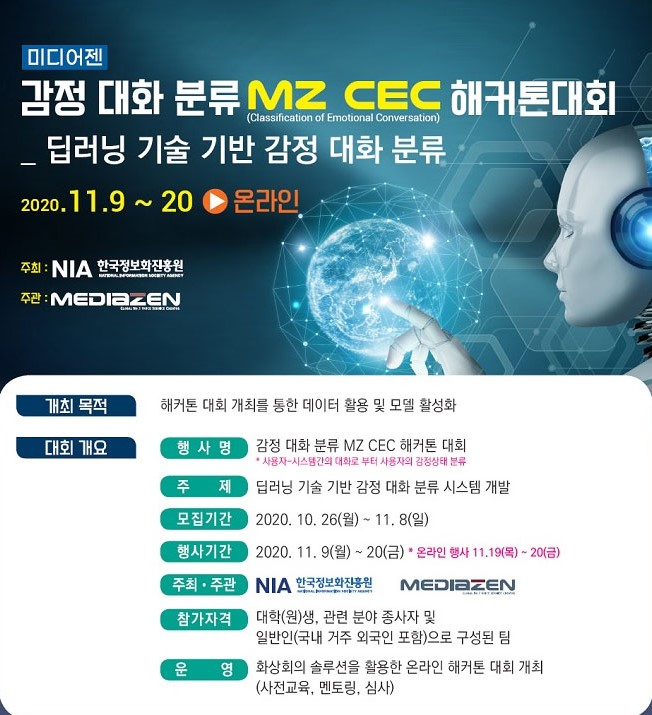 미디어젠
감정 대화 분류 MZ CEC 해커톤대회
(Classification of Emotional Conversation)
_ 딥러닝 기술 기반 감정 대화 분류
2020.11.9 ~ 20 온라인
주최 : NIA 한국정보화진흥원
NATIONAL INFORMATION SOCIETY AGENCY
주관 : MEDIAZEN
개최 목적 해커톤 대회 개최를 통한 데이터 활용 및 모델 활성화
대회 개요 행 사 명 감정 대화 분류 MZ CEC 해커톤 대회
* 사용자-시스템간의 대화로 부터 사용자의 감정상태 분류
주 제 딥러닝 기술 기반 감정 대화 분류 시스템 개발
모집기간 2020. 10. 26(월) ~ 11. 8(일)
행사기간 2020. 11. 9(월) ~ 20(금) * 온라인 행사 11.19(목) ~ 20(금)
주최·주관 NIA 한국정보화진흥원 MEDIAZEN
NATIONAL INFORMATION SOCIETY AGENCY
참가자격 대학(원)생, 관련 분야 종사자 및
일반인(국내 거주 외국인 포함)으로 구성된 팀
운 영 화상회의 솔루션을 활용한 온라인 해커톤 대회 개최
(사전교육, 멘토링, 심사)